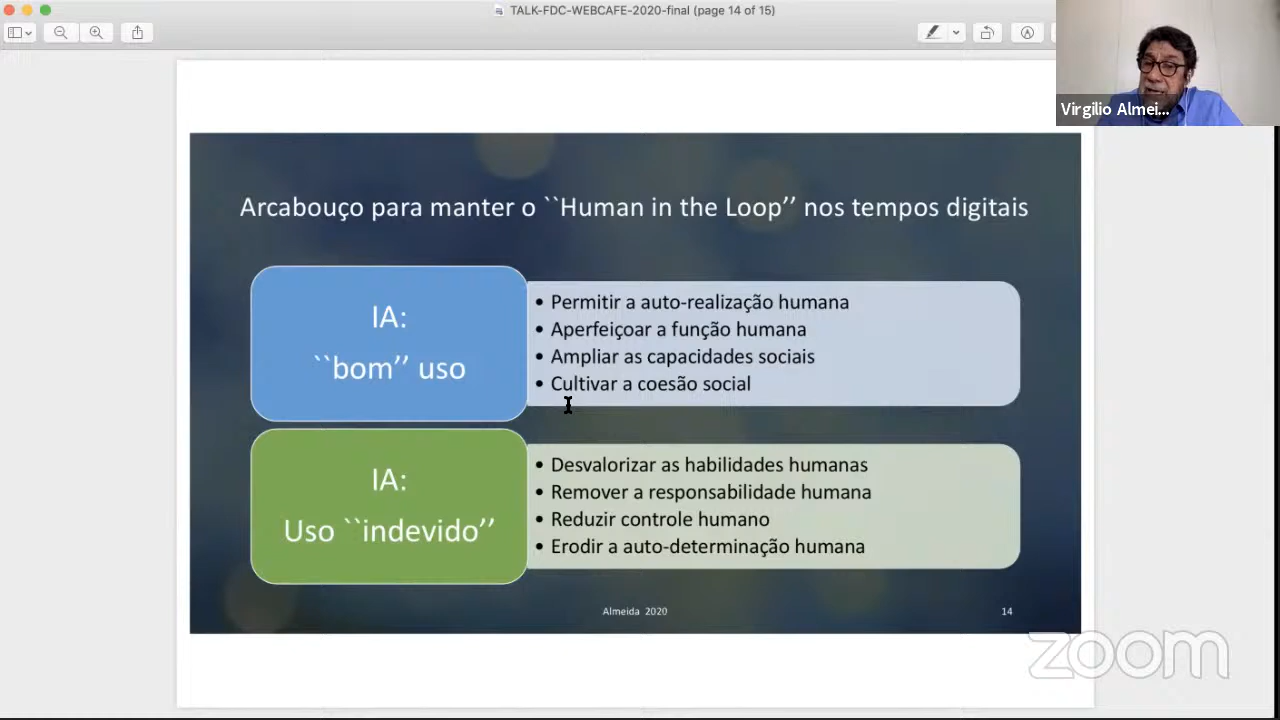 TALK-FDC-WEBCAFE-2020-final (page 14 of 15)
Virgilio Almei...
Arcabouço para manter o ``Human in the Loop’’ nos tempos digitais
IA:
``bom’’ uso
• Permitir a auto-realização humana
• Aperfeiçoar a função humana
• Ampliar as capacidades sociais
• Cultivar a coesão social
IA:
Uso ``indevido’’
• Desvalorizar as habilidades humanas
• Remover a responsabilidade humana
• Reduzir controle humano
• Erodir a auto-determinação humana
Almeida 2020
14
zoom